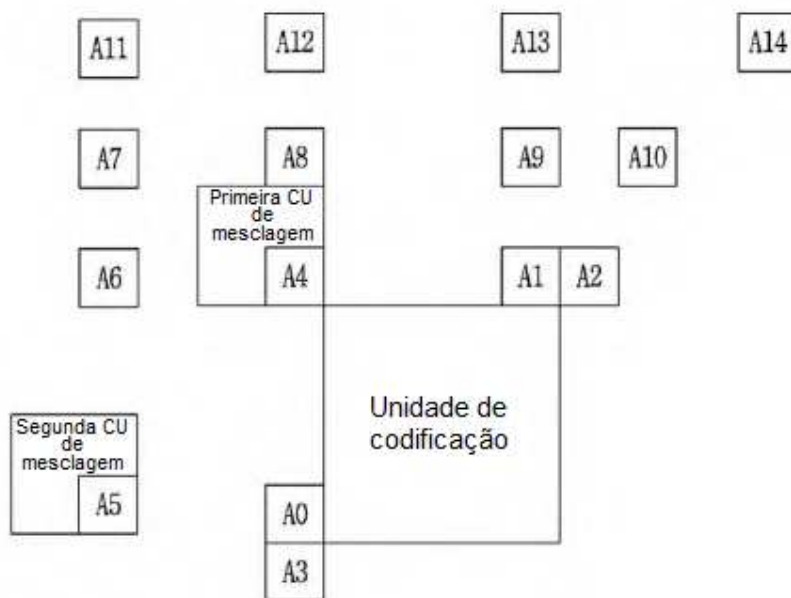 A11 A12 A13 A14
A7 A8 A9 A10
Primeira CU
de
mesclagem
A6 A4 A1 A2
Unidade de
codificação
Segunda CU
de
mesclagem
A5 A0
A3